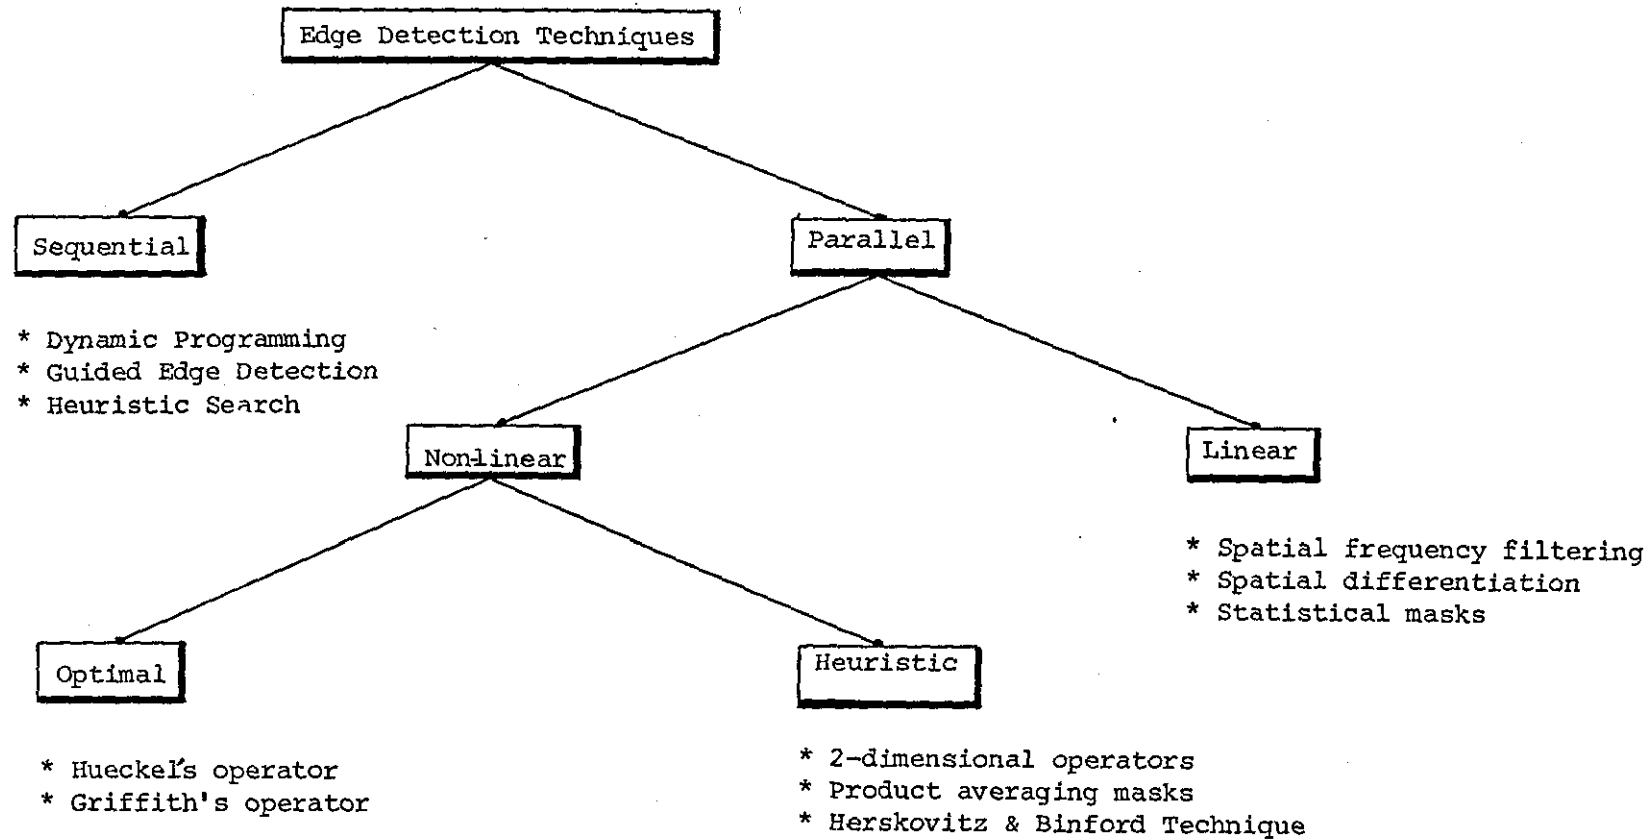 Edge Detection Techniques
Sequential
Parallel
* Dynamic Programming
* Guided Edge Detection
* Heuristic Search
Non-linear
Linear
* Spatial frequency filtering
* Spatial differentiation
* Statistical masks
Optimal
Heuristic
* Hueckel's operator
* Griffith's operator
* 2-dimensional operators
* Product averaging masks
* Herskovitz & Binford Technique